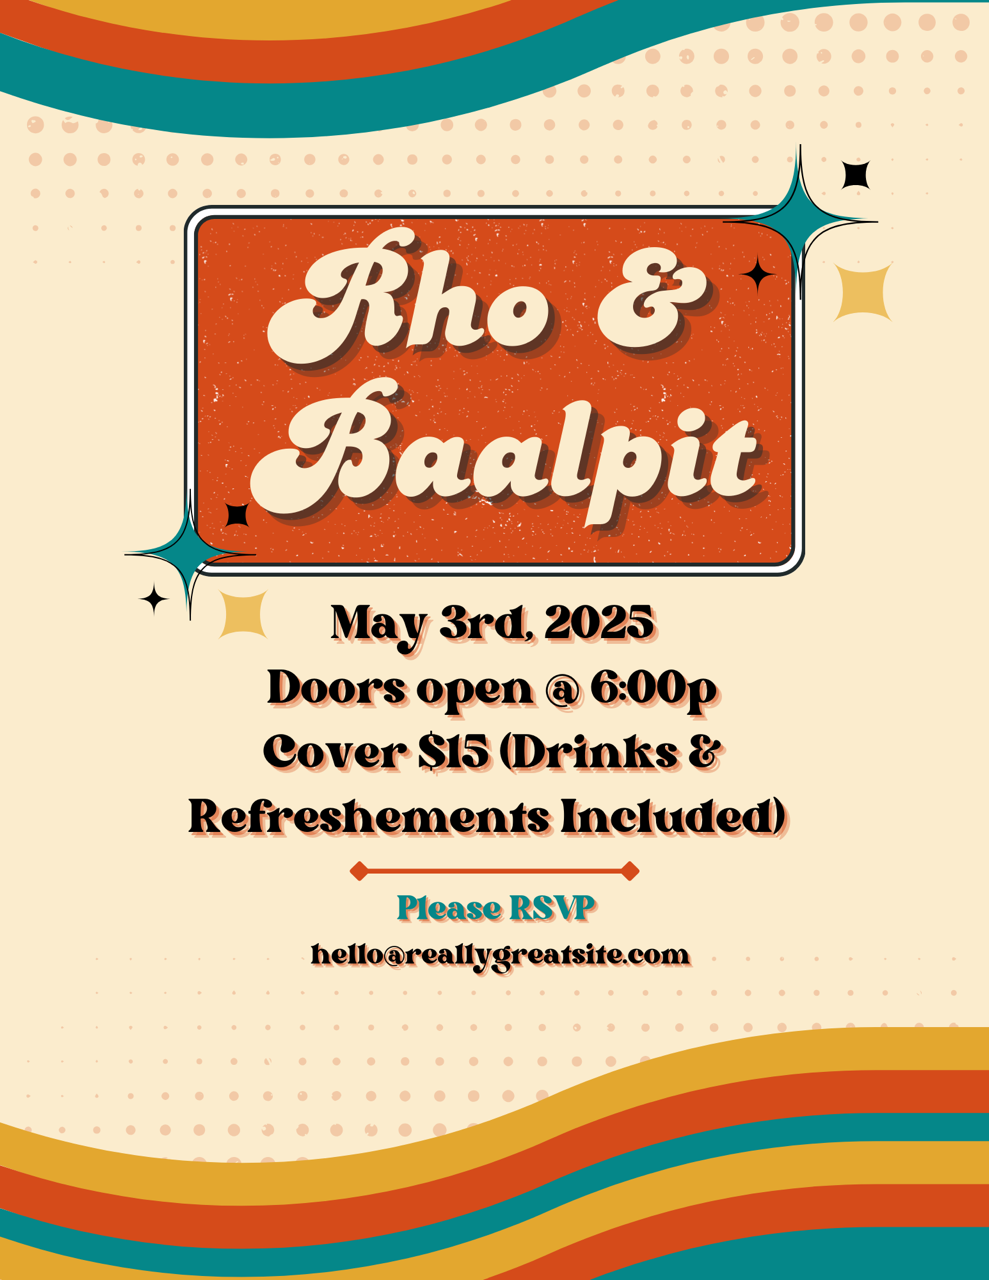 Rho &
Baalpit
May 3rd, 2025
Doors open @ 6:00p
Cover $15 (Drinks &
Refreshements Included)
Please RSVP
hello@reallygreatsite.com